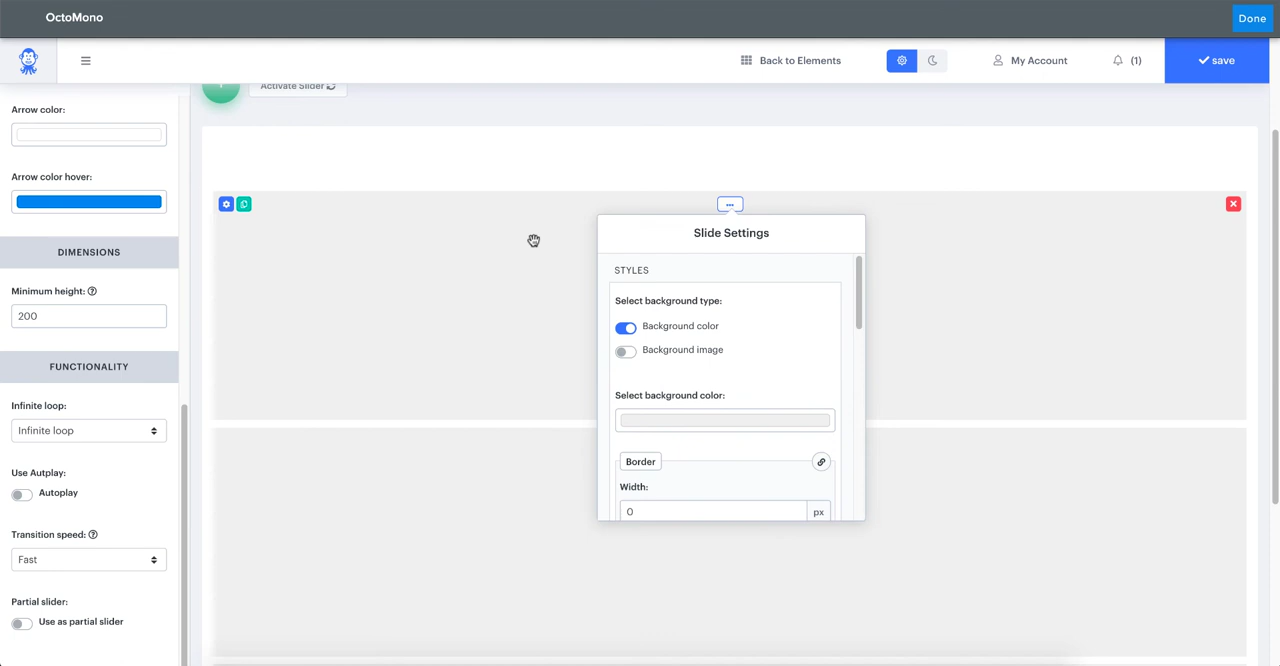 OctoMono
Done
Back to Elements
My Account
(1)
save
Activate Slider
Arrow color:
Arrow color hover:
DIMENSIONS
Minimum height:
200
FUNCTIONALITY
Infinite loop:
Infinite loop
Use Autoplay:
Autoplay
Transition speed:
Fast
Partial slider:
Use as partial slider
Slide Settings
STYLES
Select background type:
Background color
Background image
Select background color:
Border
Width:
0
px